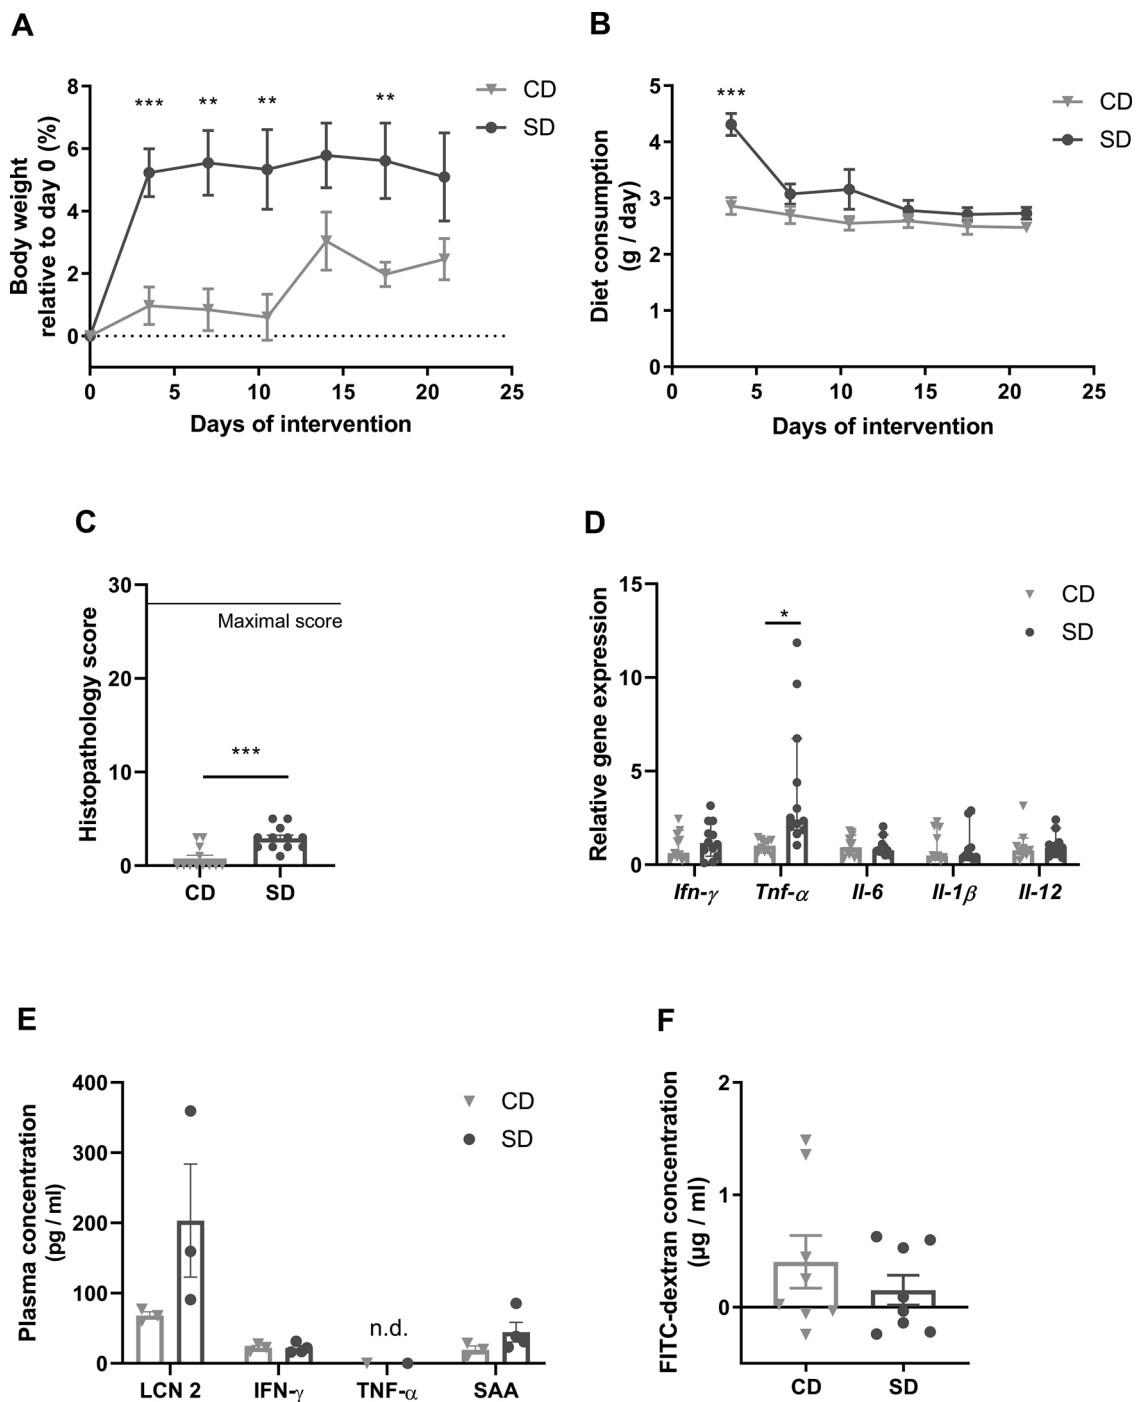 A
8
6
4
2
0
Body weight
relative to day 0 (%)
*** ** ** **
CD
SD
0 5 10 15 20 25
Days of intervention
B
5
4
3
2
1
0
Diet consumption
(g / day)
***
CD
SD
0 5 10 15 20 25
Days of intervention
C
30
20
10
0
Histopathology score
Maximal score
***
CD SD
D
15
10
5
0
Relative gene expression
*
CD
SD
Ifn-γ Tnf-α Il-6 Il-1β Il-12
E
400
300
200
100
0
Plasma concentration
(pg / ml)
CD
SD
n.d.
LCN 2 IFN-γ TNF-α SAA
F
2
1
0
FITC-dextran concentration
(µg / ml)
CD SD